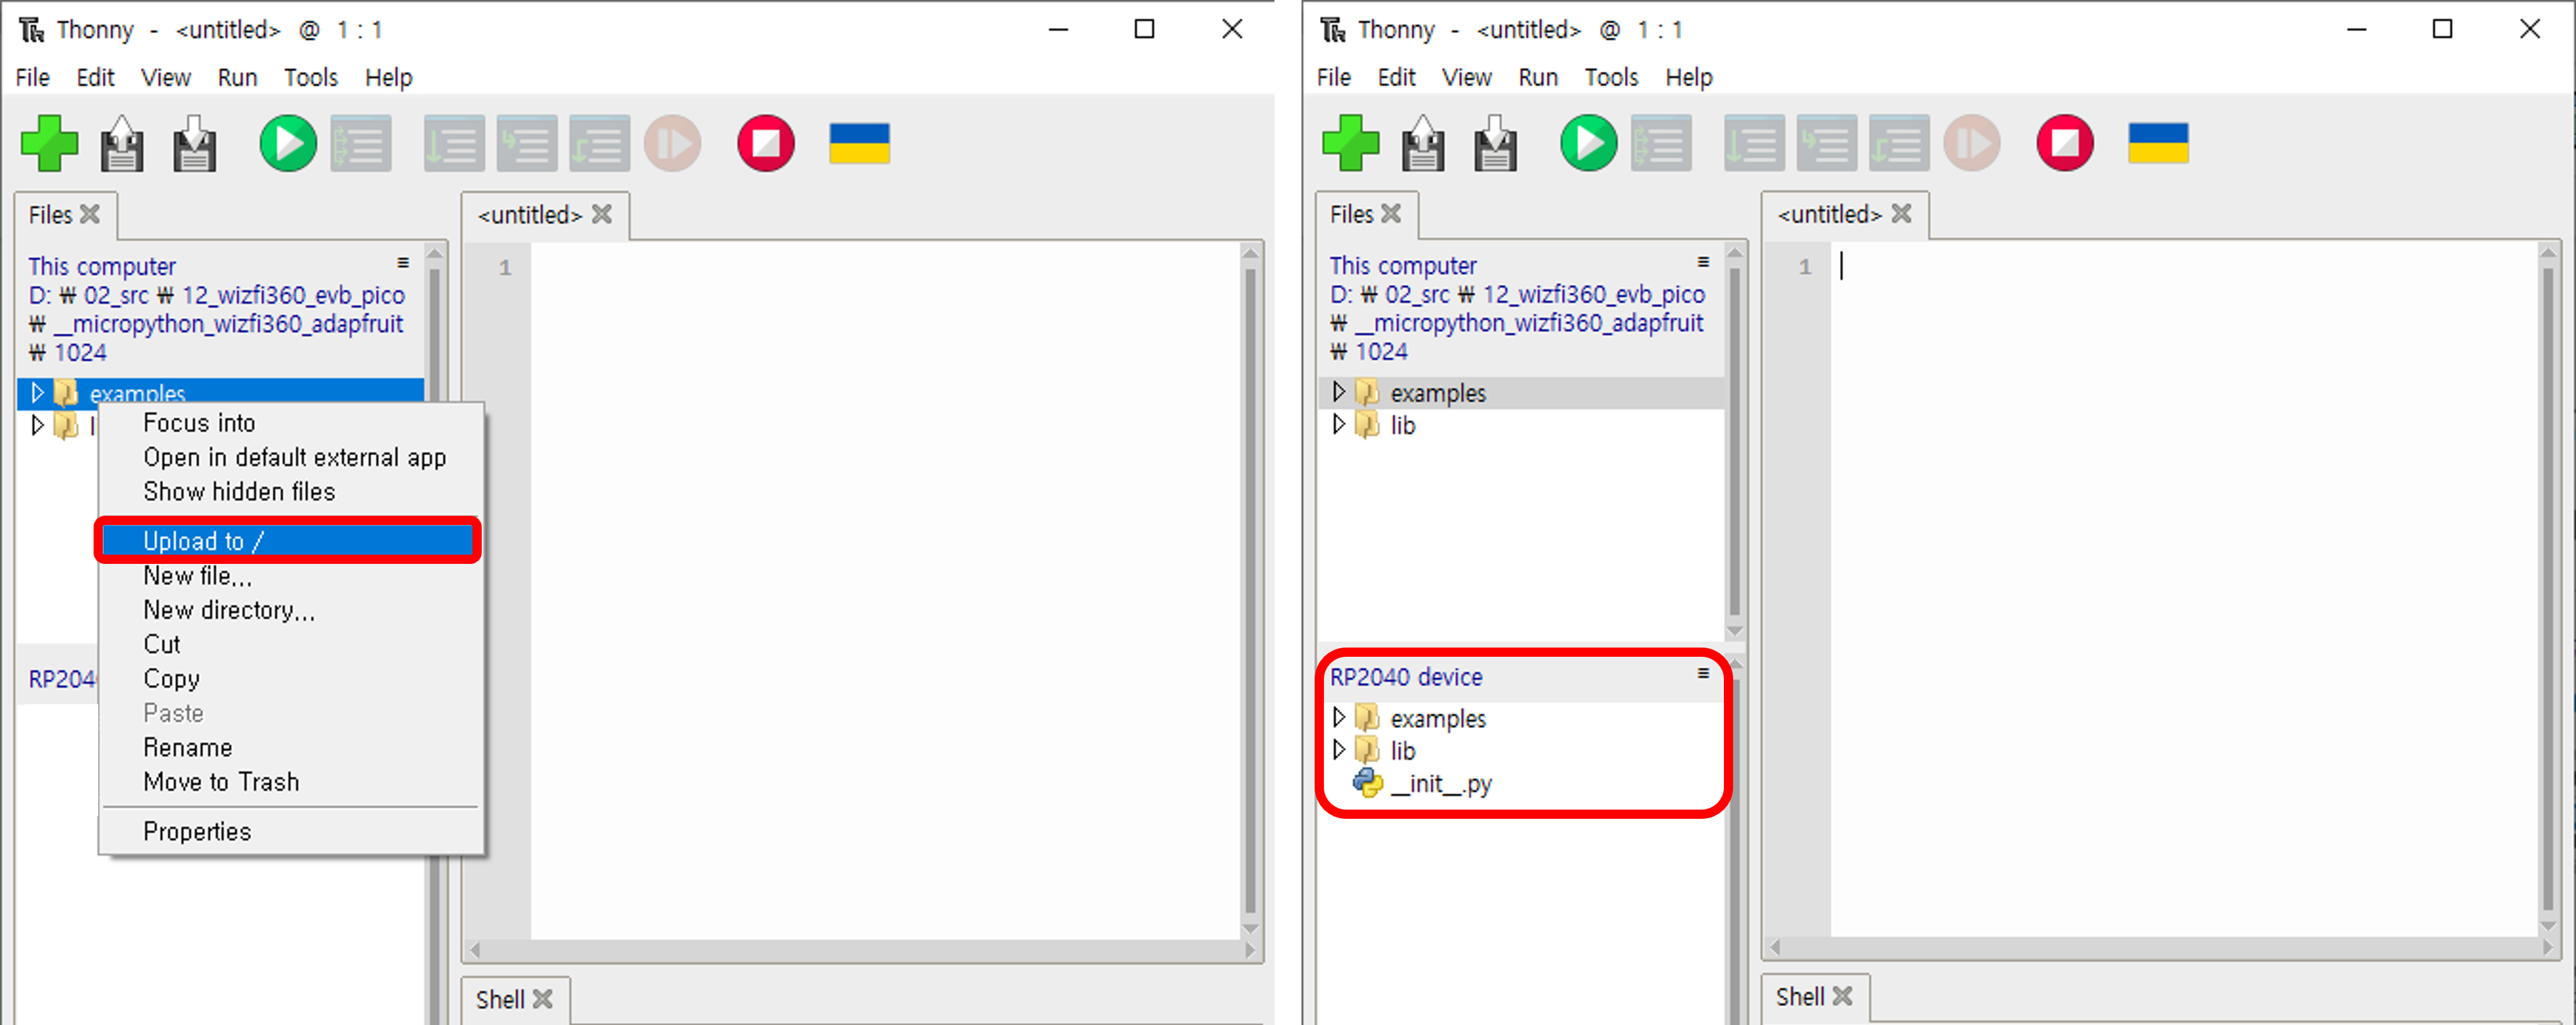 Thonny - <untitled> @ 1 : 1
File Edit View Run Tools Help
Files
<untitled>
This computer
D: ₩ 02_src ₩ 12_wizfi360_evb_pico
₩ __micropython_wizfi360_adapfruit
₩ 1024
1
examples
Focus into
Open in default external app
Show hidden files
Upload to /
New file...
New directory...
Cut
Copy
Paste
Rename
Move to Trash
Properties
Shell
Thonny - <untitled> @ 1 : 1
File Edit View Run Tools Help
Files
<untitled>
This computer
D: ₩ 02_src ₩ 12_wizfi360_evb_pico
₩ __micropython_wizfi360_adapfruit
₩ 1024
1
examples
lib
RP2040 device
examples
lib
__init__.py
Shell